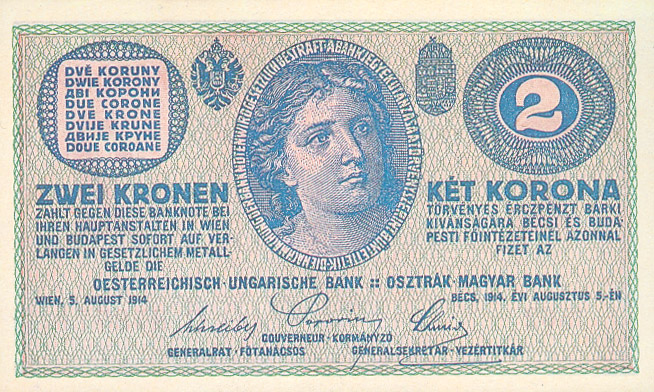 DVĚ KORUNY
DWIE KORONY
ДВІ КОРОНИ
DUE CORONE
DVE KRONE
DVIJE KRUNE
ДВИЈЕ КРУНЕ
DOUE COROANE
2
ZWEI KRONEN
ZAHLT GEGEN DIESE BANKNOTE BEI
IHREN HAUPTANSTALTEN IN WIEN
UND BUDAPEST SOFORT AUF VER-
LANGEN IN GESETZLICHEM METALL-
GELDE DIE
KÉT KORONA
TÖRVÉNYES ÉRCZPÉNZT, BÁRKI
KIVÁNSÁGÁRA BÉCSI ÉS BUDA-
PESTI FŐINTÉZETEINÉL AZONNAL
FIZET AZ
OESTERREICHISCH-UNGARISCHE BANK :: OSZTRÁK-MAGYAR BANK
WIEN, 5. AUGUST 1914
BÉCS, 1914. ÉVI AUGUSZTUS 5.-ÉN
GOUVERNEUR-KORMÁNYZÓ
GENERALRAT-FŐTANÁCSOS
GENERALSEKRETÄR-VEZÉRTITKÁR